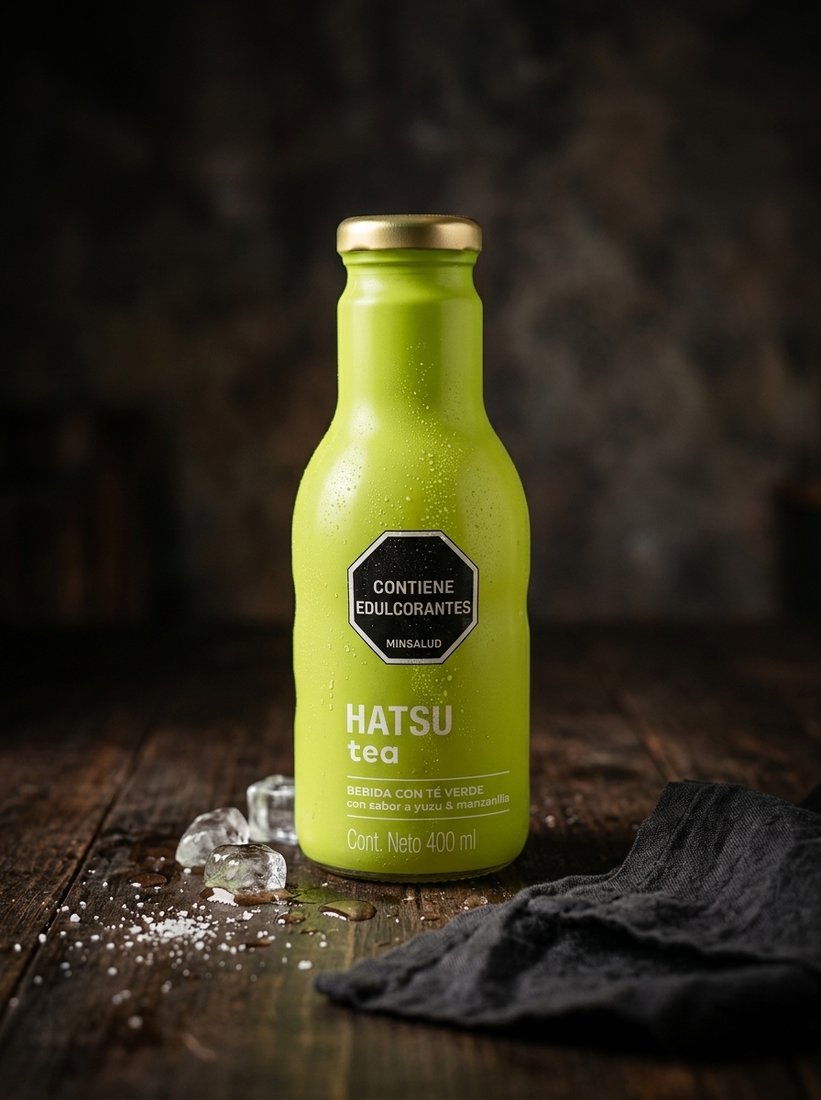 CONTIENE
EDULCORANTES
MINSALUD
HATSU
tea
BEBIDA CON TÉ VERDE
con sabor a yuzu & manzanilla
Cont. Neto 400 ml